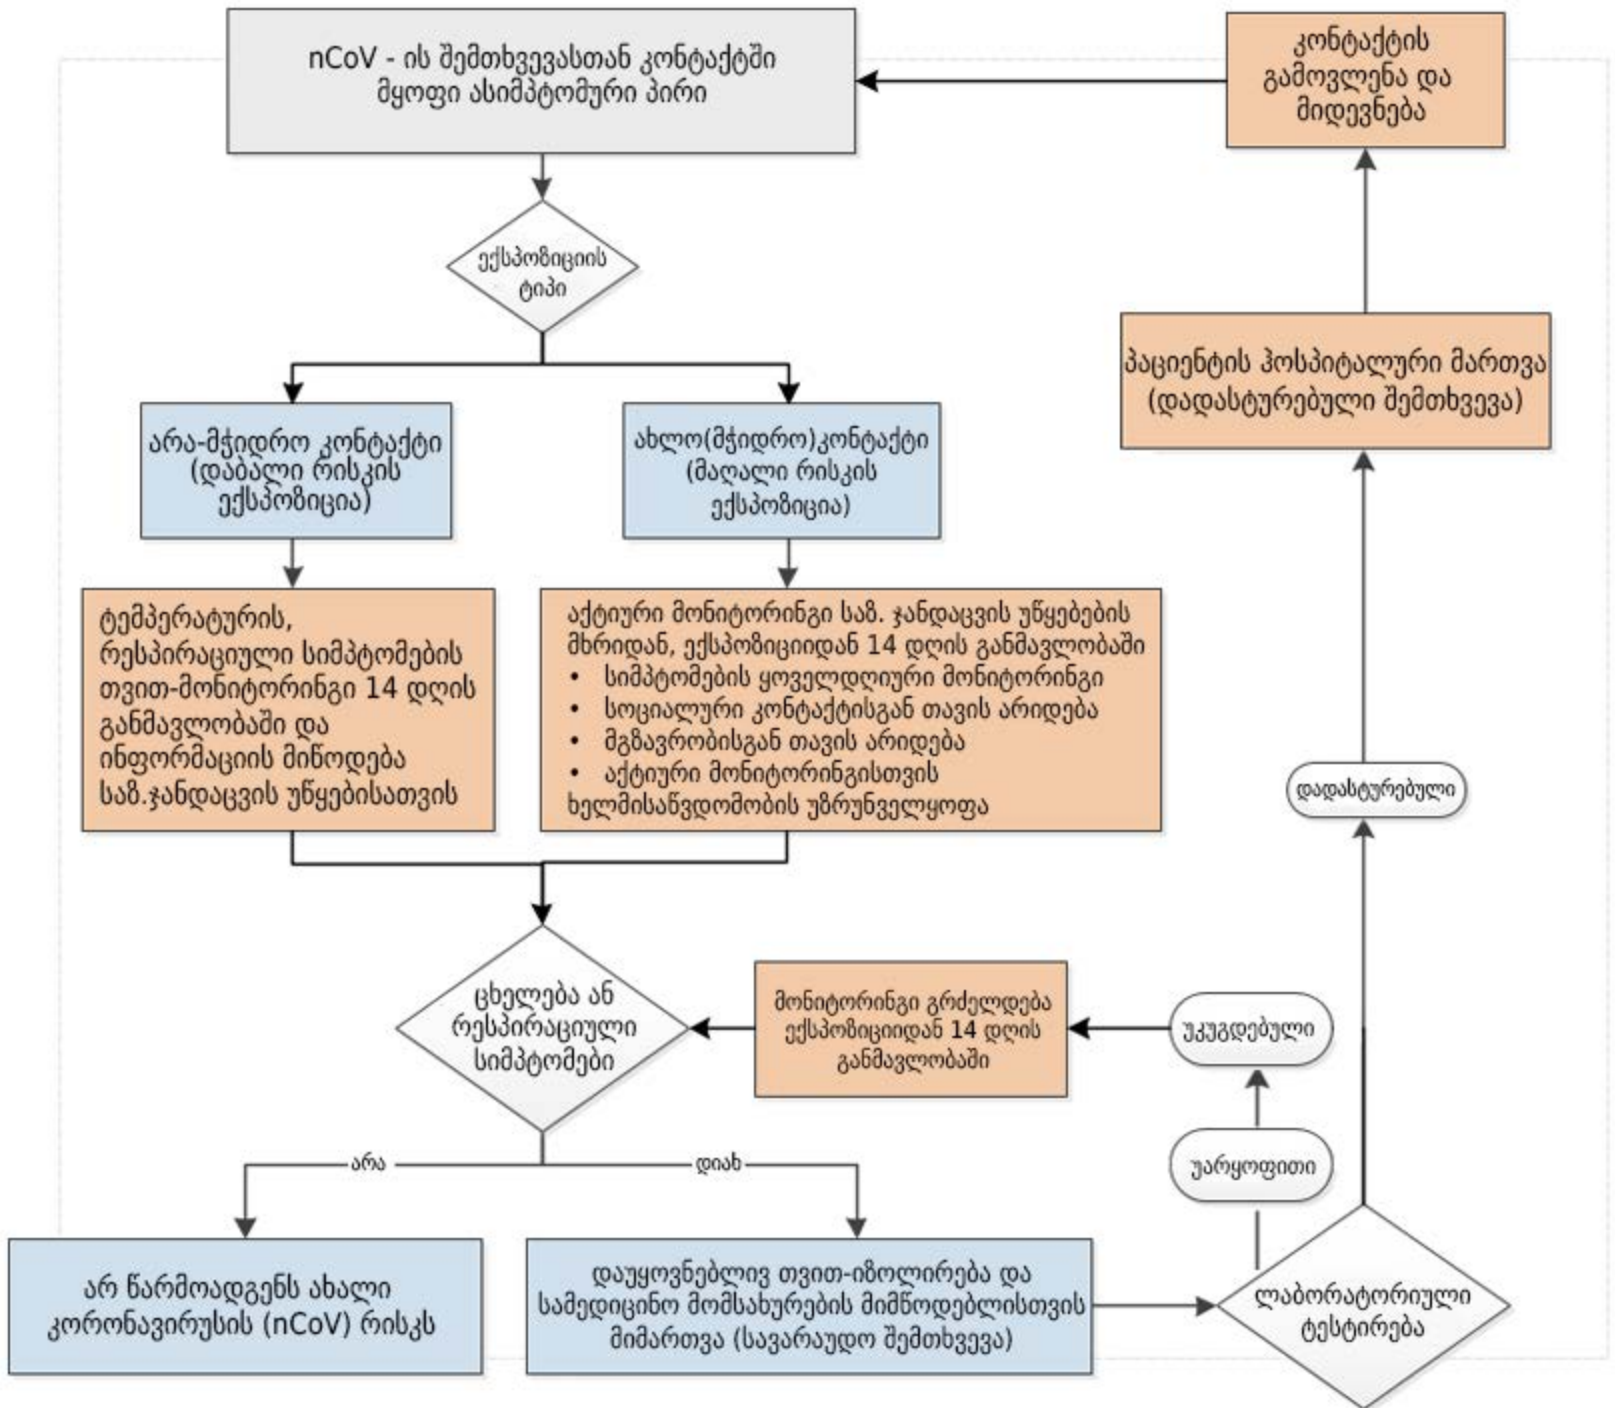 nCoV - ის შემთხვევასთან კონტაქტში
მყოფი ასიმპტომური პირი
კონტაქტის
გამოვლენა და
მიდევნება
ექსპოზიციის
ტიპი
პაციენტის ჰოსპიტალური მართვა
(დადასტურებული შემთხვევა)
არა-მჭიდრო კონტაქტი
(დაბალი რისკის
ექსპოზიცია)
ახლო(მჭიდრო)კონტაქტი
(მაღალი რისკის
ექსპოზიცია)
ტემპერატურის,
რესპირაციული სიმპტომების
თვით-მონიტორინგი 14 დღის
განმავლობაში და
ინფორმაციის მიწოდება
საზ.ჯანდაცვის უწყებისათვის
აქტიური მონიტორინგი საზ. ჯანდაცვის უწყებების
მხრიდან, ექსპოზიციიდან 14 დღის განმავლობაში
• სიმპტომების ყოველდღიური მონიტორინგი
• სოციალური კონტაქტისგან თავის არიდება
• მგზავრობისგან თავის არიდება
• აქტიური მონიტორინგისთვის
ხელმისაწვდომობის უზრუნველყოფა
დადასტურებული
ცხელება ან
რესპირაციული
სიმპტომები
მონიტორინგი გრძელდება
ექსპოზიციიდან 14 დღის
განმავლობაში
უკუგდებული
უარყოფითი
არა
დიახ
არ წარმოადგენს ახალი
კორონავირუსის (nCoV) რისკს
დაუყოვნებლივ თვით-იზოლირება და
სამედიცინო მომსახურების მიმწოდებლისთვის
მიმართვა (სავარაუდო შემთხვევა)
ლაბორატორიული
ტესტირება